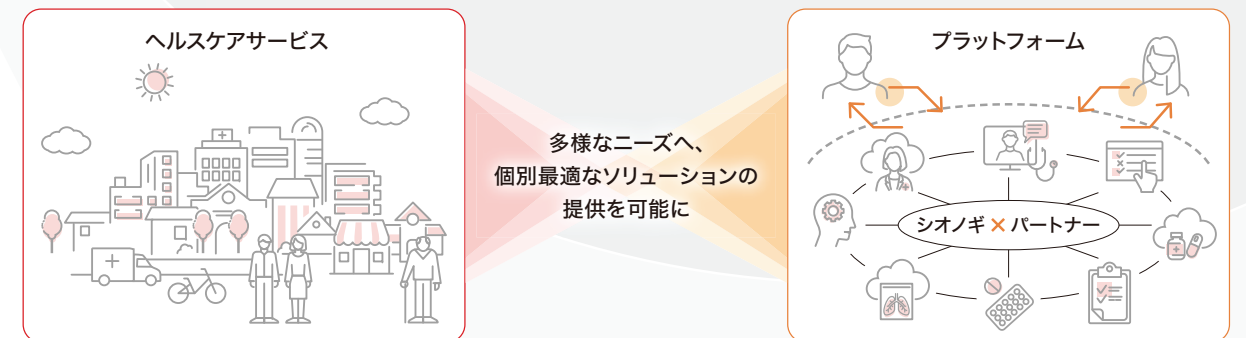 ヘルスケアサービス
多様なニーズへ、
個別最適なソリューションの
提供を可能に
プラットフォーム
シオノギ × パートナー